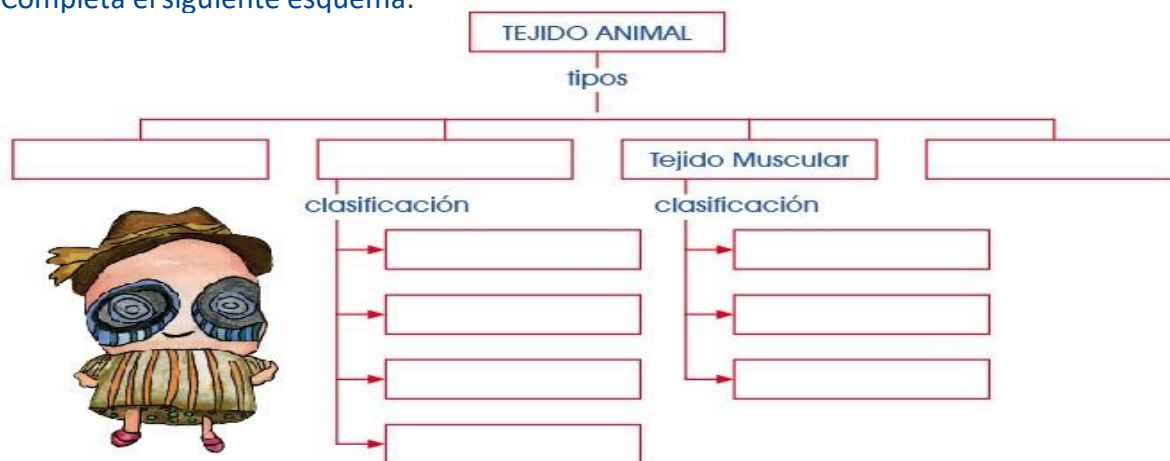 Completa el siguiente esquema:
TEJIDO ANIMAL
tipos
Tejido Muscular
clasificación
clasificación